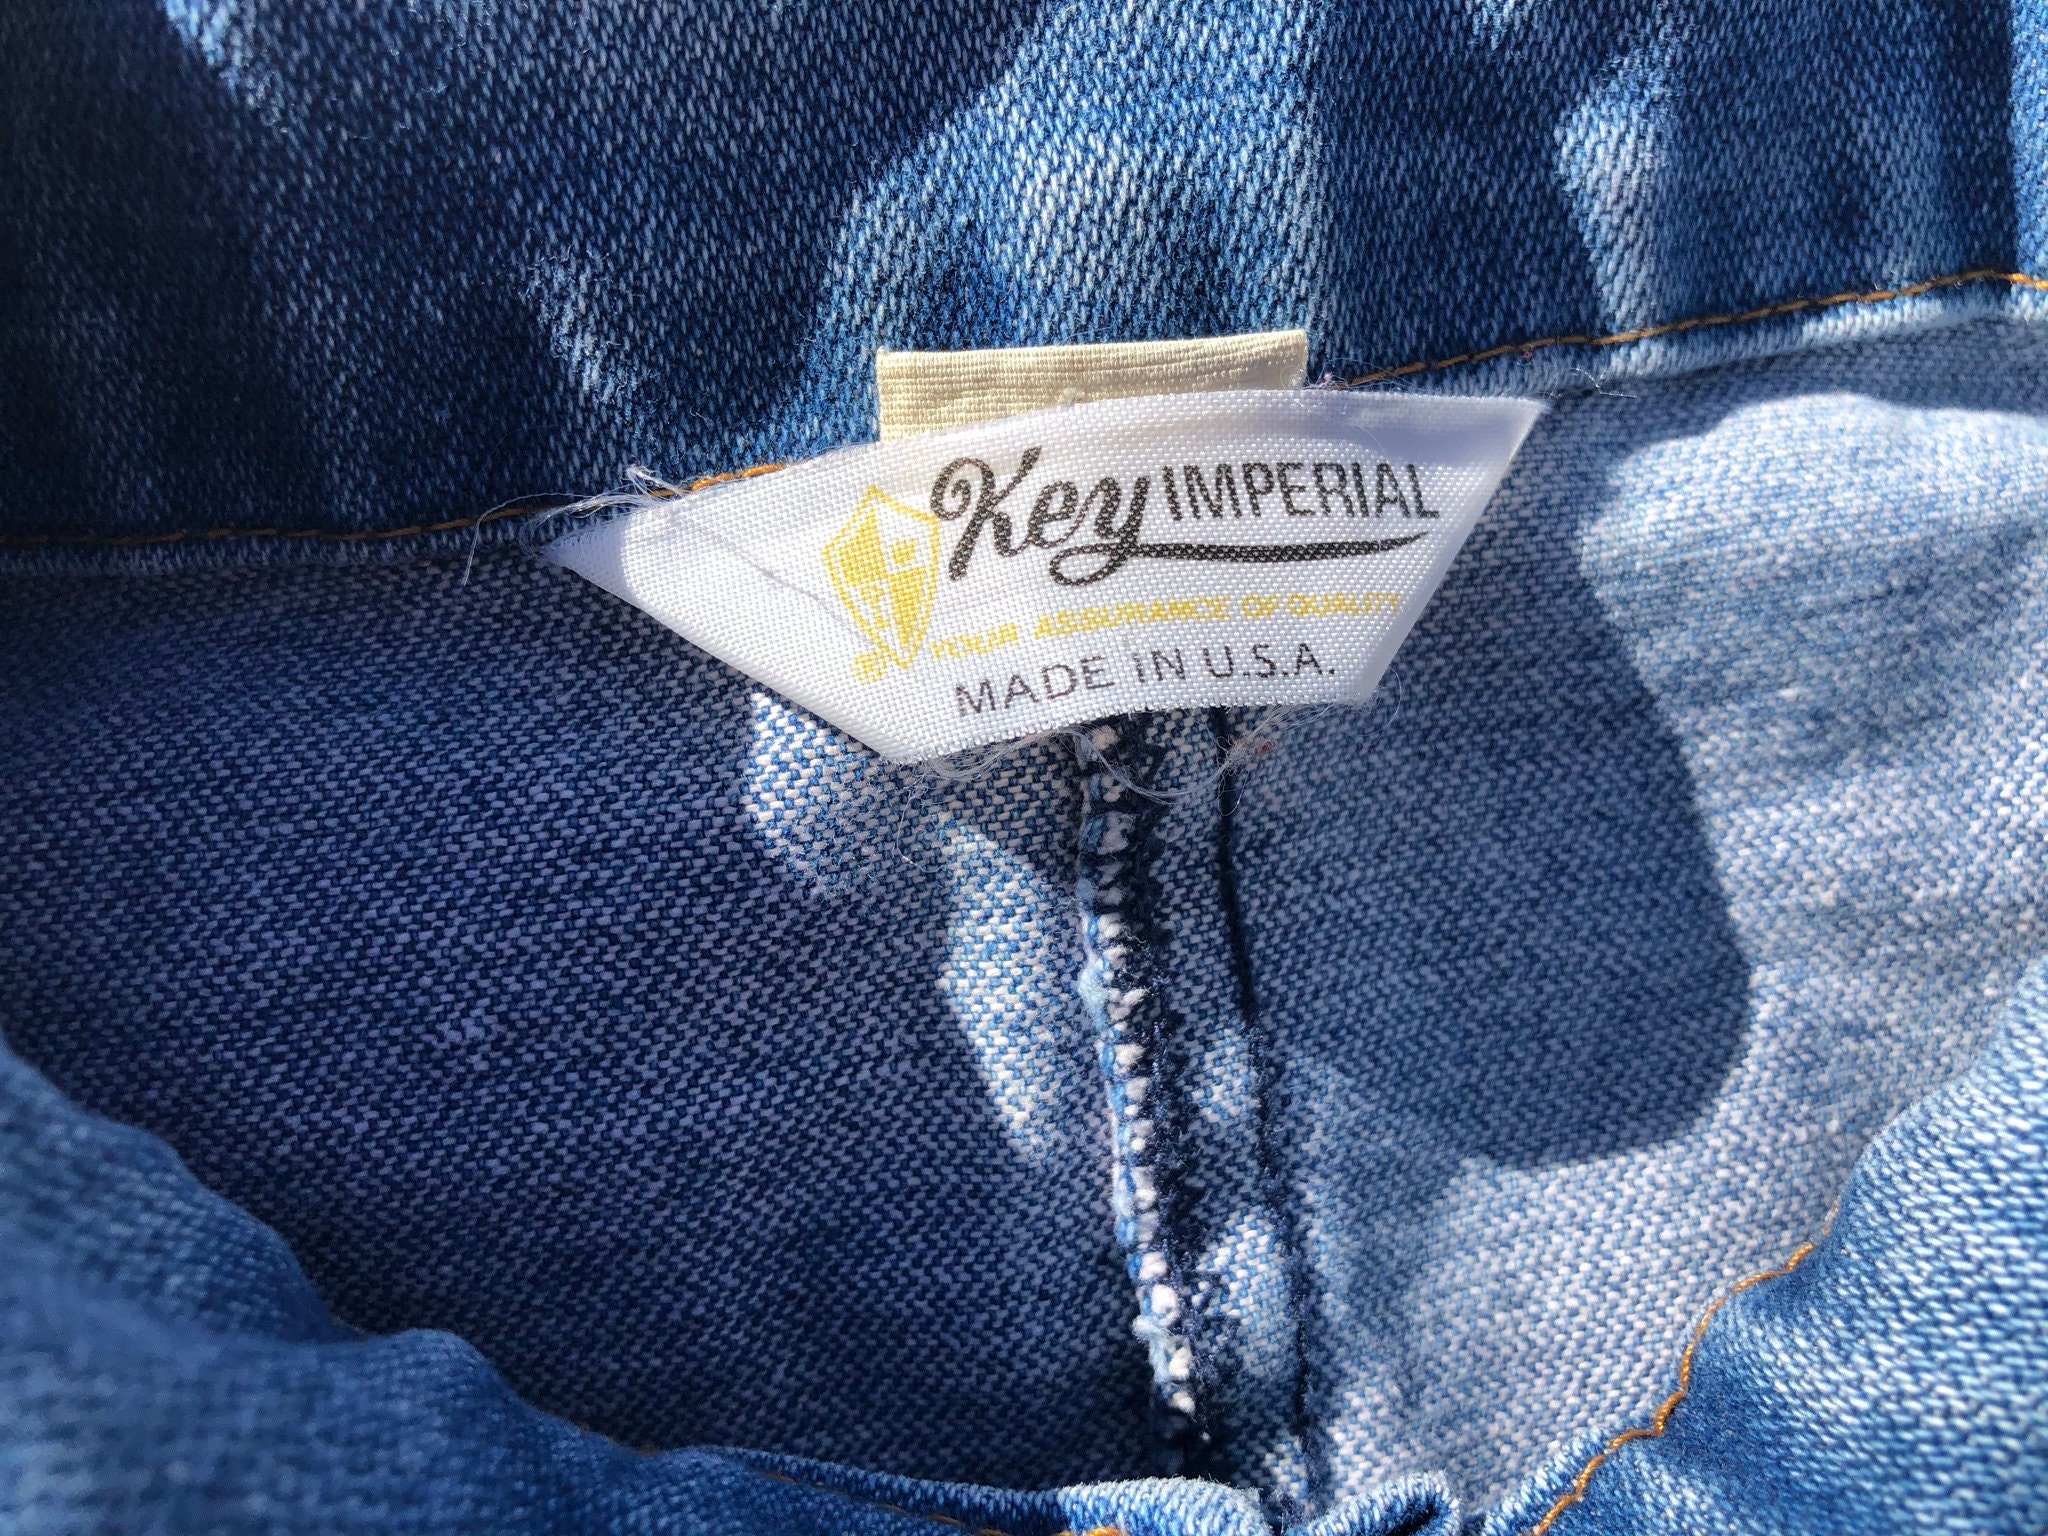 Key IMPERIAL
YOUR ASSURANCE OF QUALITY
®
MADE IN U.S.A.